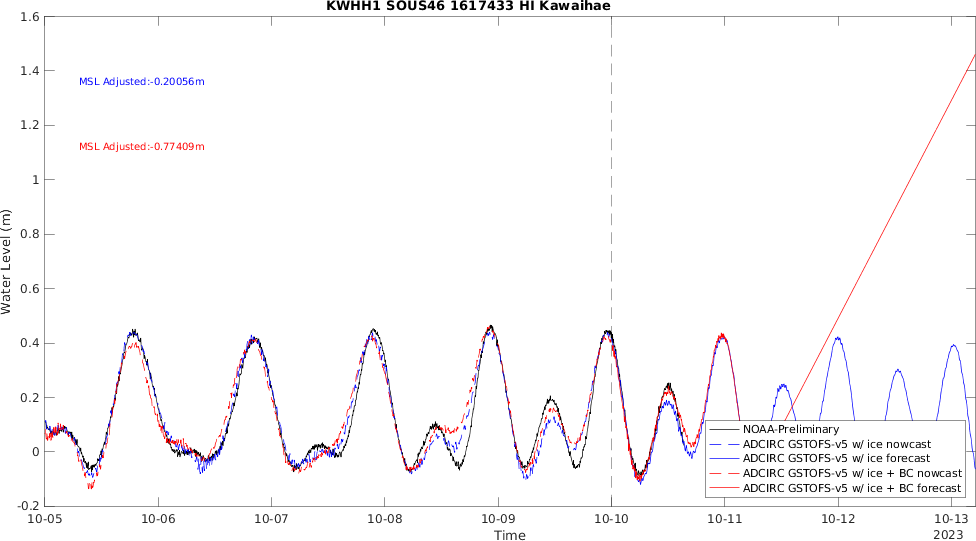 KWHH1 SOUS46 1617433 HI Kawaihae
1.6
1.4
1.2
1
0.8
0.6
0.4
0.2
0
-0.2
Water Level (m)
MSL Adjusted:-0.20056m
MSL Adjusted:-0.77409m
NOAA-Preliminary
ADCIRC GSTOFS-v5 w/ ice nowcast
ADCIRC GSTOFS-v5 w/ ice forecast
ADCIRC GSTOFS-v5 w/ ice + BC nowcast
ADCIRC GSTOFS-v5 w/ ice + BC forecast
10-05 10-06 10-07 10-08 10-09 10-10 10-11 10-12 10-13
2023
Time